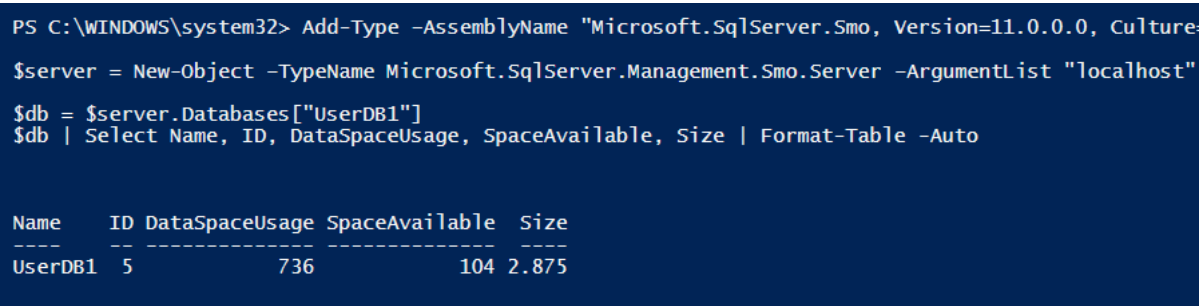 PS C:\WINDOWS\system32> Add-Type -AssemblyName "Microsoft.SqlServer.Smo, Version=11.0.0.0, Culture=
$server = New-Object -TypeName Microsoft.SqlServer.Management.Smo.Server -ArgumentList "localhost"
$db = $server.Databases["UserDB1"]
$db | Select Name, ID, DataSpaceUsage, SpaceAvailable, Size | Format-Table -Auto
Name    ID DataSpaceUsage SpaceAvailable  Size
----    -- -------------- --------------  ----
UserDB1  5            736            104 2.875